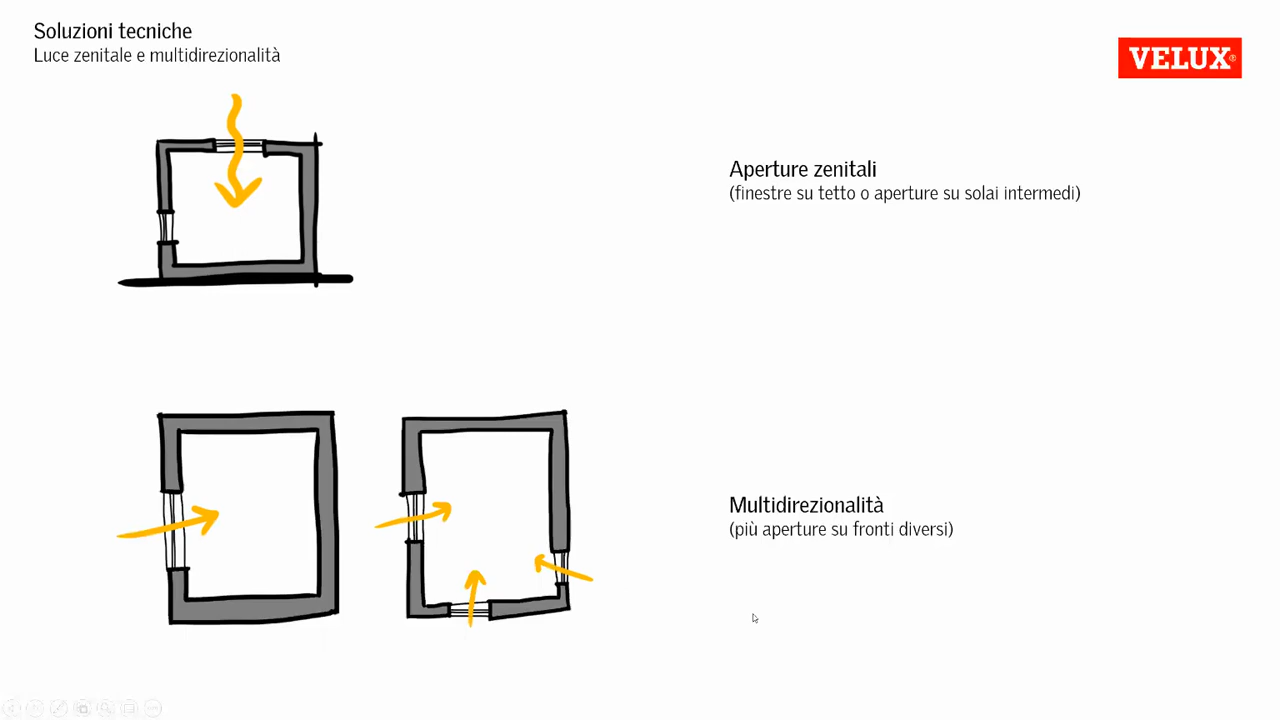 Soluzioni tecniche
Luce zenitale e multidirezionalità
VELUX®
Aperture zenitali
(finestre su tetto o aperture su solai intermedi)
Multidirezionalità
(più aperture su fronti diversi)